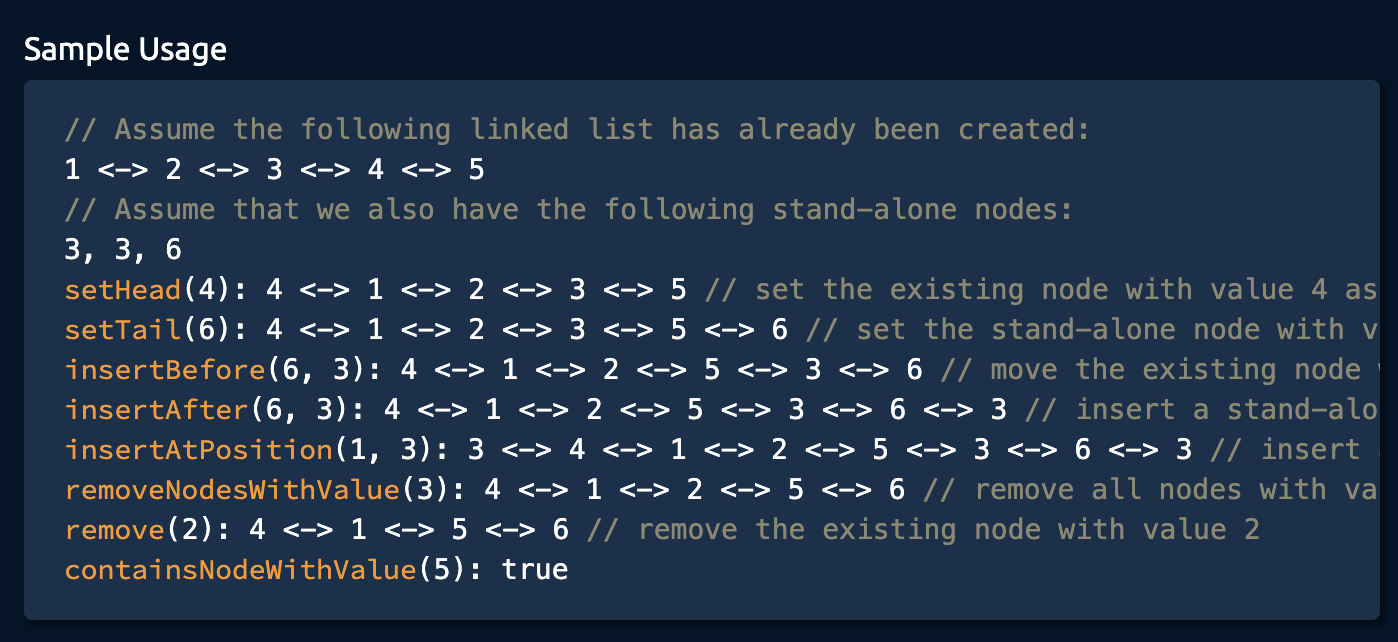 Sample Usage
// Assume the following linked list has already been created:
1 <-> 2 <-> 3 <-> 4 <-> 5
// Assume that we also have the following stand-alone nodes:
3, 3, 6
setHead(4): 4 <-> 1 <-> 2 <-> 3 <-> 5 // set the existing node with value 4 as
setTail(6): 4 <-> 1 <-> 2 <-> 3 <-> 5 <-> 6 // set the stand-alone node with v
insertBefore(6, 3): 4 <-> 1 <-> 2 <-> 5 <-> 3 <-> 6 // move the existing node
insertAfter(6, 3): 4 <-> 1 <-> 2 <-> 5 <-> 3 <-> 6 <-> 3 // insert a stand-alo
insertAtPosition(1, 3): 3 <-> 4 <-> 1 <-> 2 <-> 5 <-> 3 <-> 6 <-> 3 // insert
removeNodesWithValue(3): 4 <-> 1 <-> 2 <-> 5 <-> 6 // remove all nodes with va
remove(2): 4 <-> 1 <-> 5 <-> 6 // remove the existing node with value 2
containsNodeWithValue(5): true